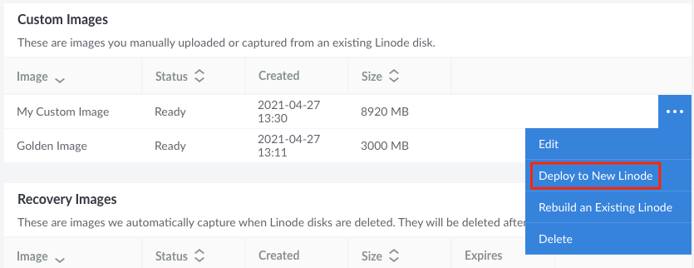 Custom Images
These are images you manually uploaded or captured from an existing Linode disk.
Image Status Created Size
My Custom Image Ready 2021-04-27 13:30 8920 MB
Golden Image Ready 2021-04-27 13:11 3000 MB
Edit
Deploy to New Linode
Rebuild an Existing Linode
Delete
Recovery Images
These are images we automatically capture when Linode disks are deleted. They will be deleted after
Image Status Created Size Expires